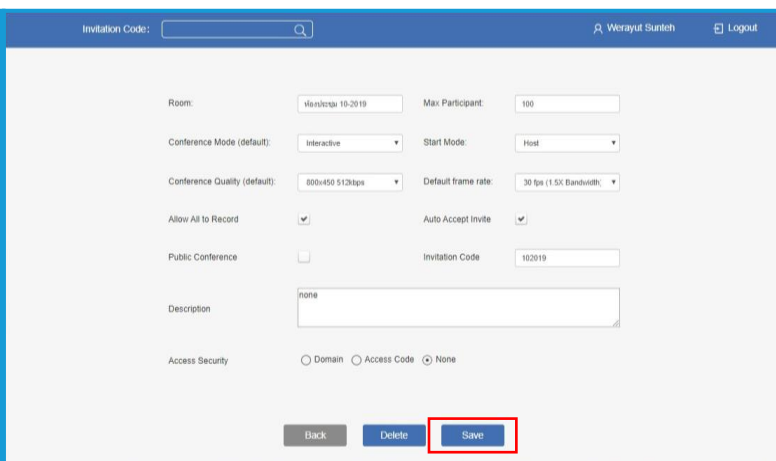 Invitation Code: Werayut Sunteh Logout
Room: ห้องประชุม 10-2019 Max Participant: 100
Conference Mode (default): Interactive Start Mode: Host
Conference Quality (default): 800x450 512kbps Default frame rate: 30 fps (1.5X Bandwidth)
Allow All to Record Auto Accept Invite
Public Conference Invitation Code 102019
none
Description
Access Security Domain Access Code None
Back Delete Save